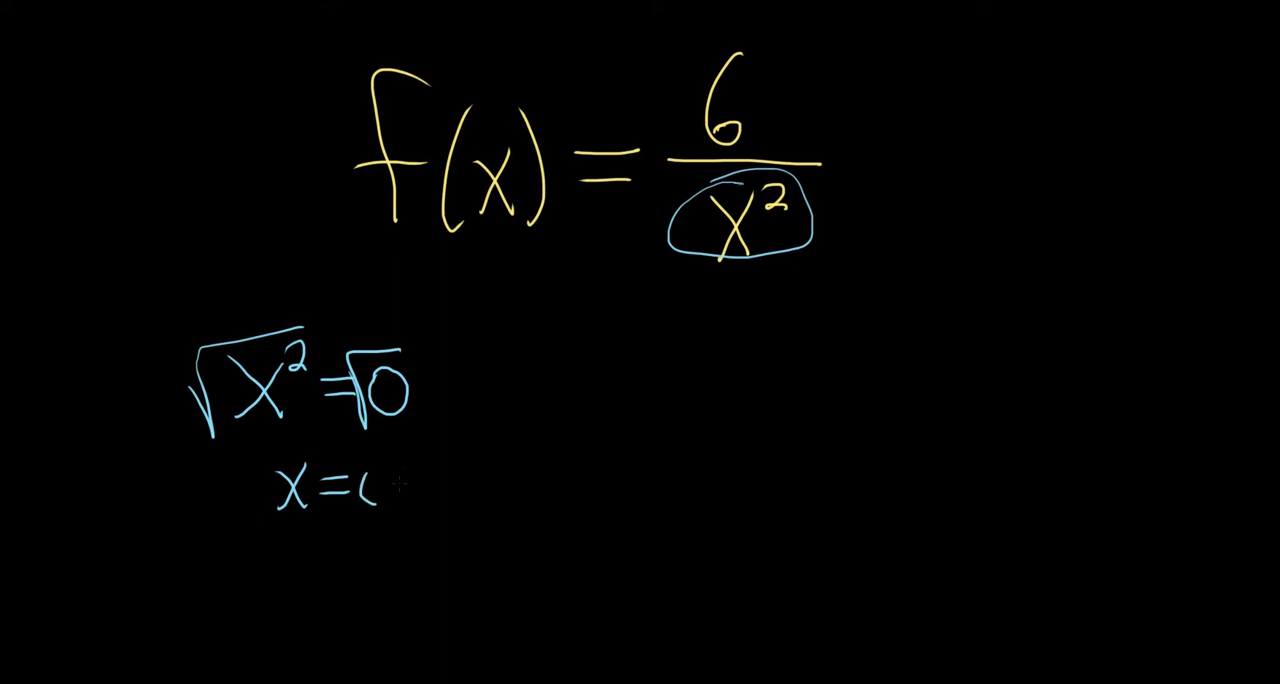 f(x) = 6/x²
√x² = √0
x = (